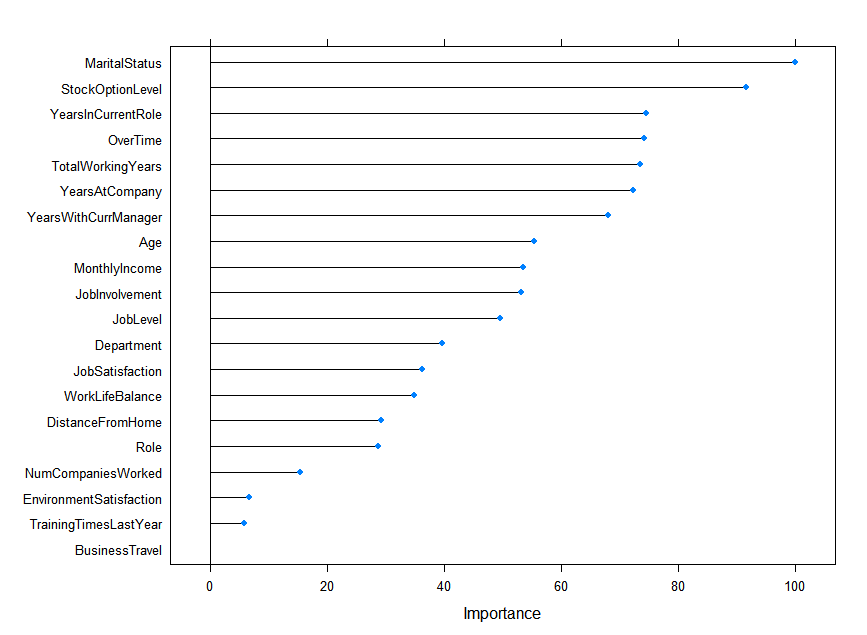 MaritalStatus
StockOptionLevel
YearsInCurrentRole
OverTime
TotalWorkingYears
YearsAtCompany
YearsWithCurrManager
Age
MonthlyIncome
JobInvolvement
JobLevel
Department
JobSatisfaction
WorkLifeBalance
DistanceFromHome
Role
NumCompaniesWorked
EnvironmentSatisfaction
TrainingTimesLastYear
BusinessTravel
0 20 40 60 80 100
Importance